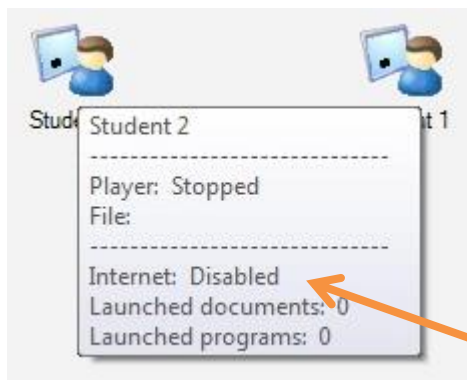 Stude
t 1
Student 2
------------------------------
Player: Stopped
File:
------------------------------
Internet: Disabled
Launched documents: 0
Launched programs: 0